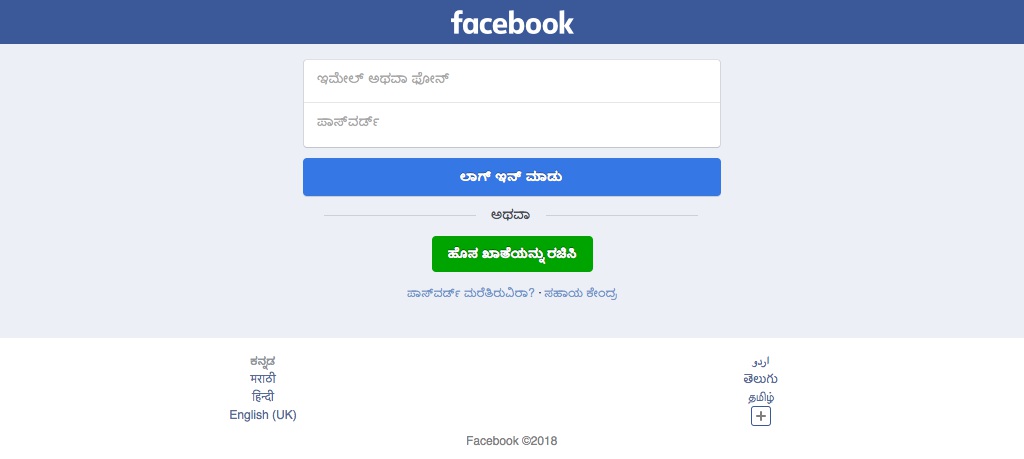 facebook
ಇಮೇಲ್ ಅಥವಾ ಫೋನ್
ಪಾಸ್‌ವರ್ಡ್
ಲಾಗ್ ಇನ್ ಮಾಡು
ಅಥವಾ
ಹೊಸ ಖಾತೆಯನ್ನು ರಚಿಸಿ
ಪಾಸ್‌ವರ್ಡ್ ಮರೆತಿರುವಿರಾ? · ಸಹಾಯ ಕೇಂದ್ರ
ಕನ್ನಡ
मराठी
हिन्दी
English (UK)
اردو
తెలుగు
தமிழ்
Facebook ©2018